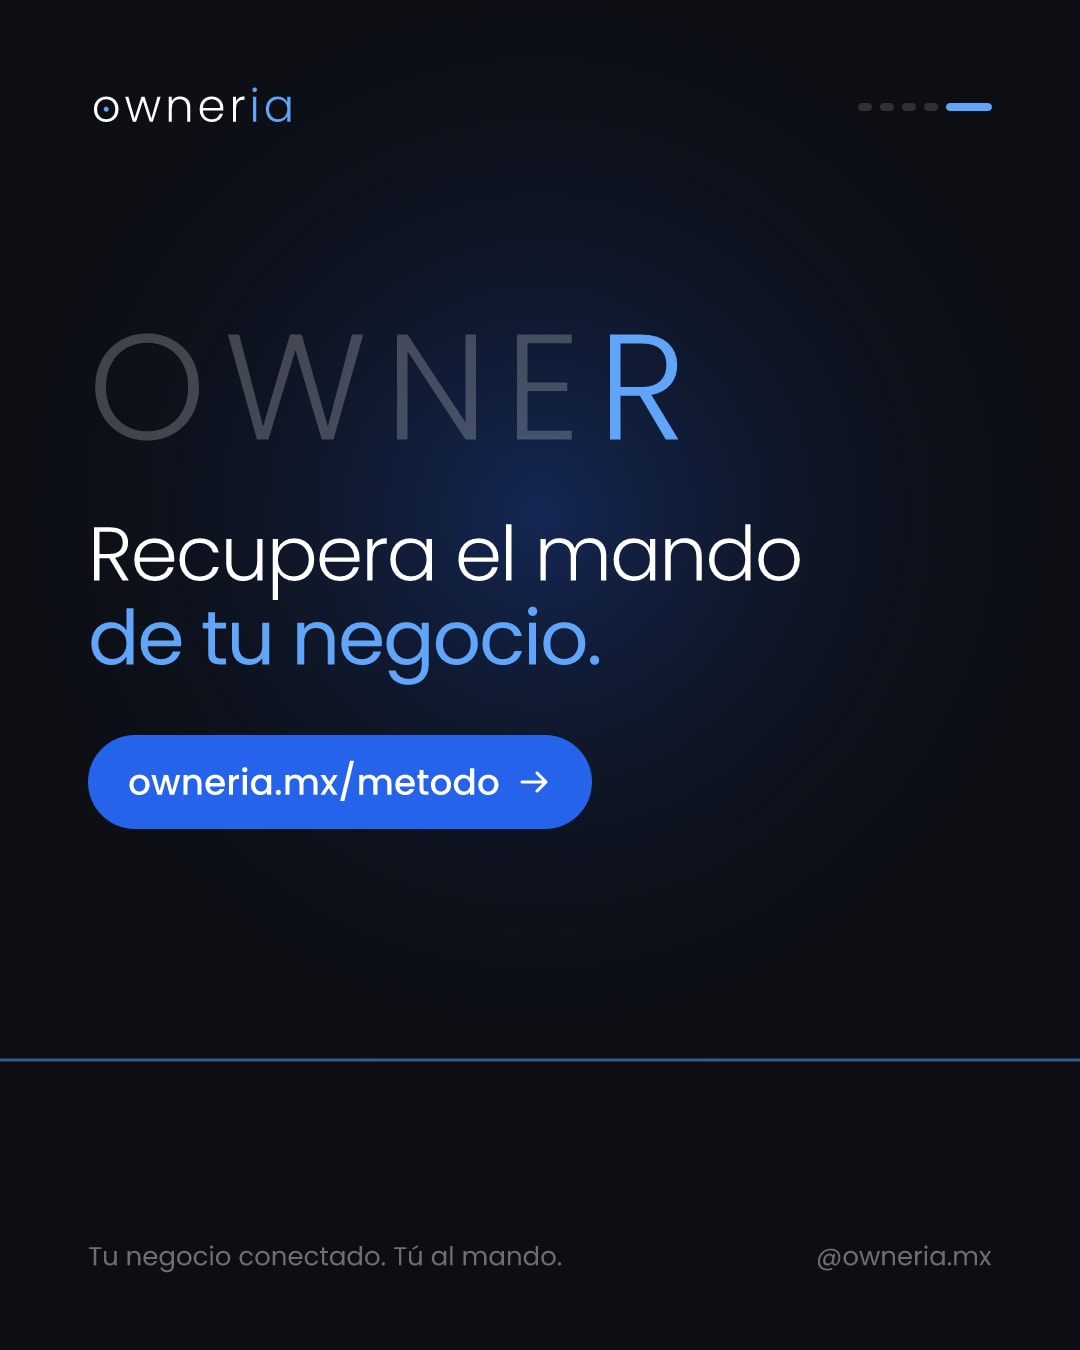 owneria
OWNER
Recupera el mando
de tu negocio.
owneria.mx/metodo →
Tu negocio conectado. Tú al mando.
@owneria.mx